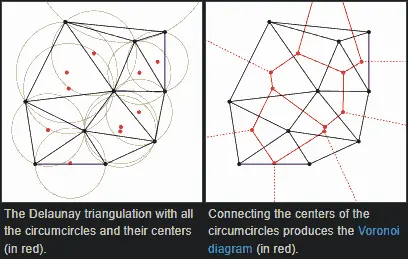 The Delaunay triangulation with all
the circumcircles and their centers
(in red).
Connecting the centers of the
circumcircles produces the Voronoi
diagram (in red).